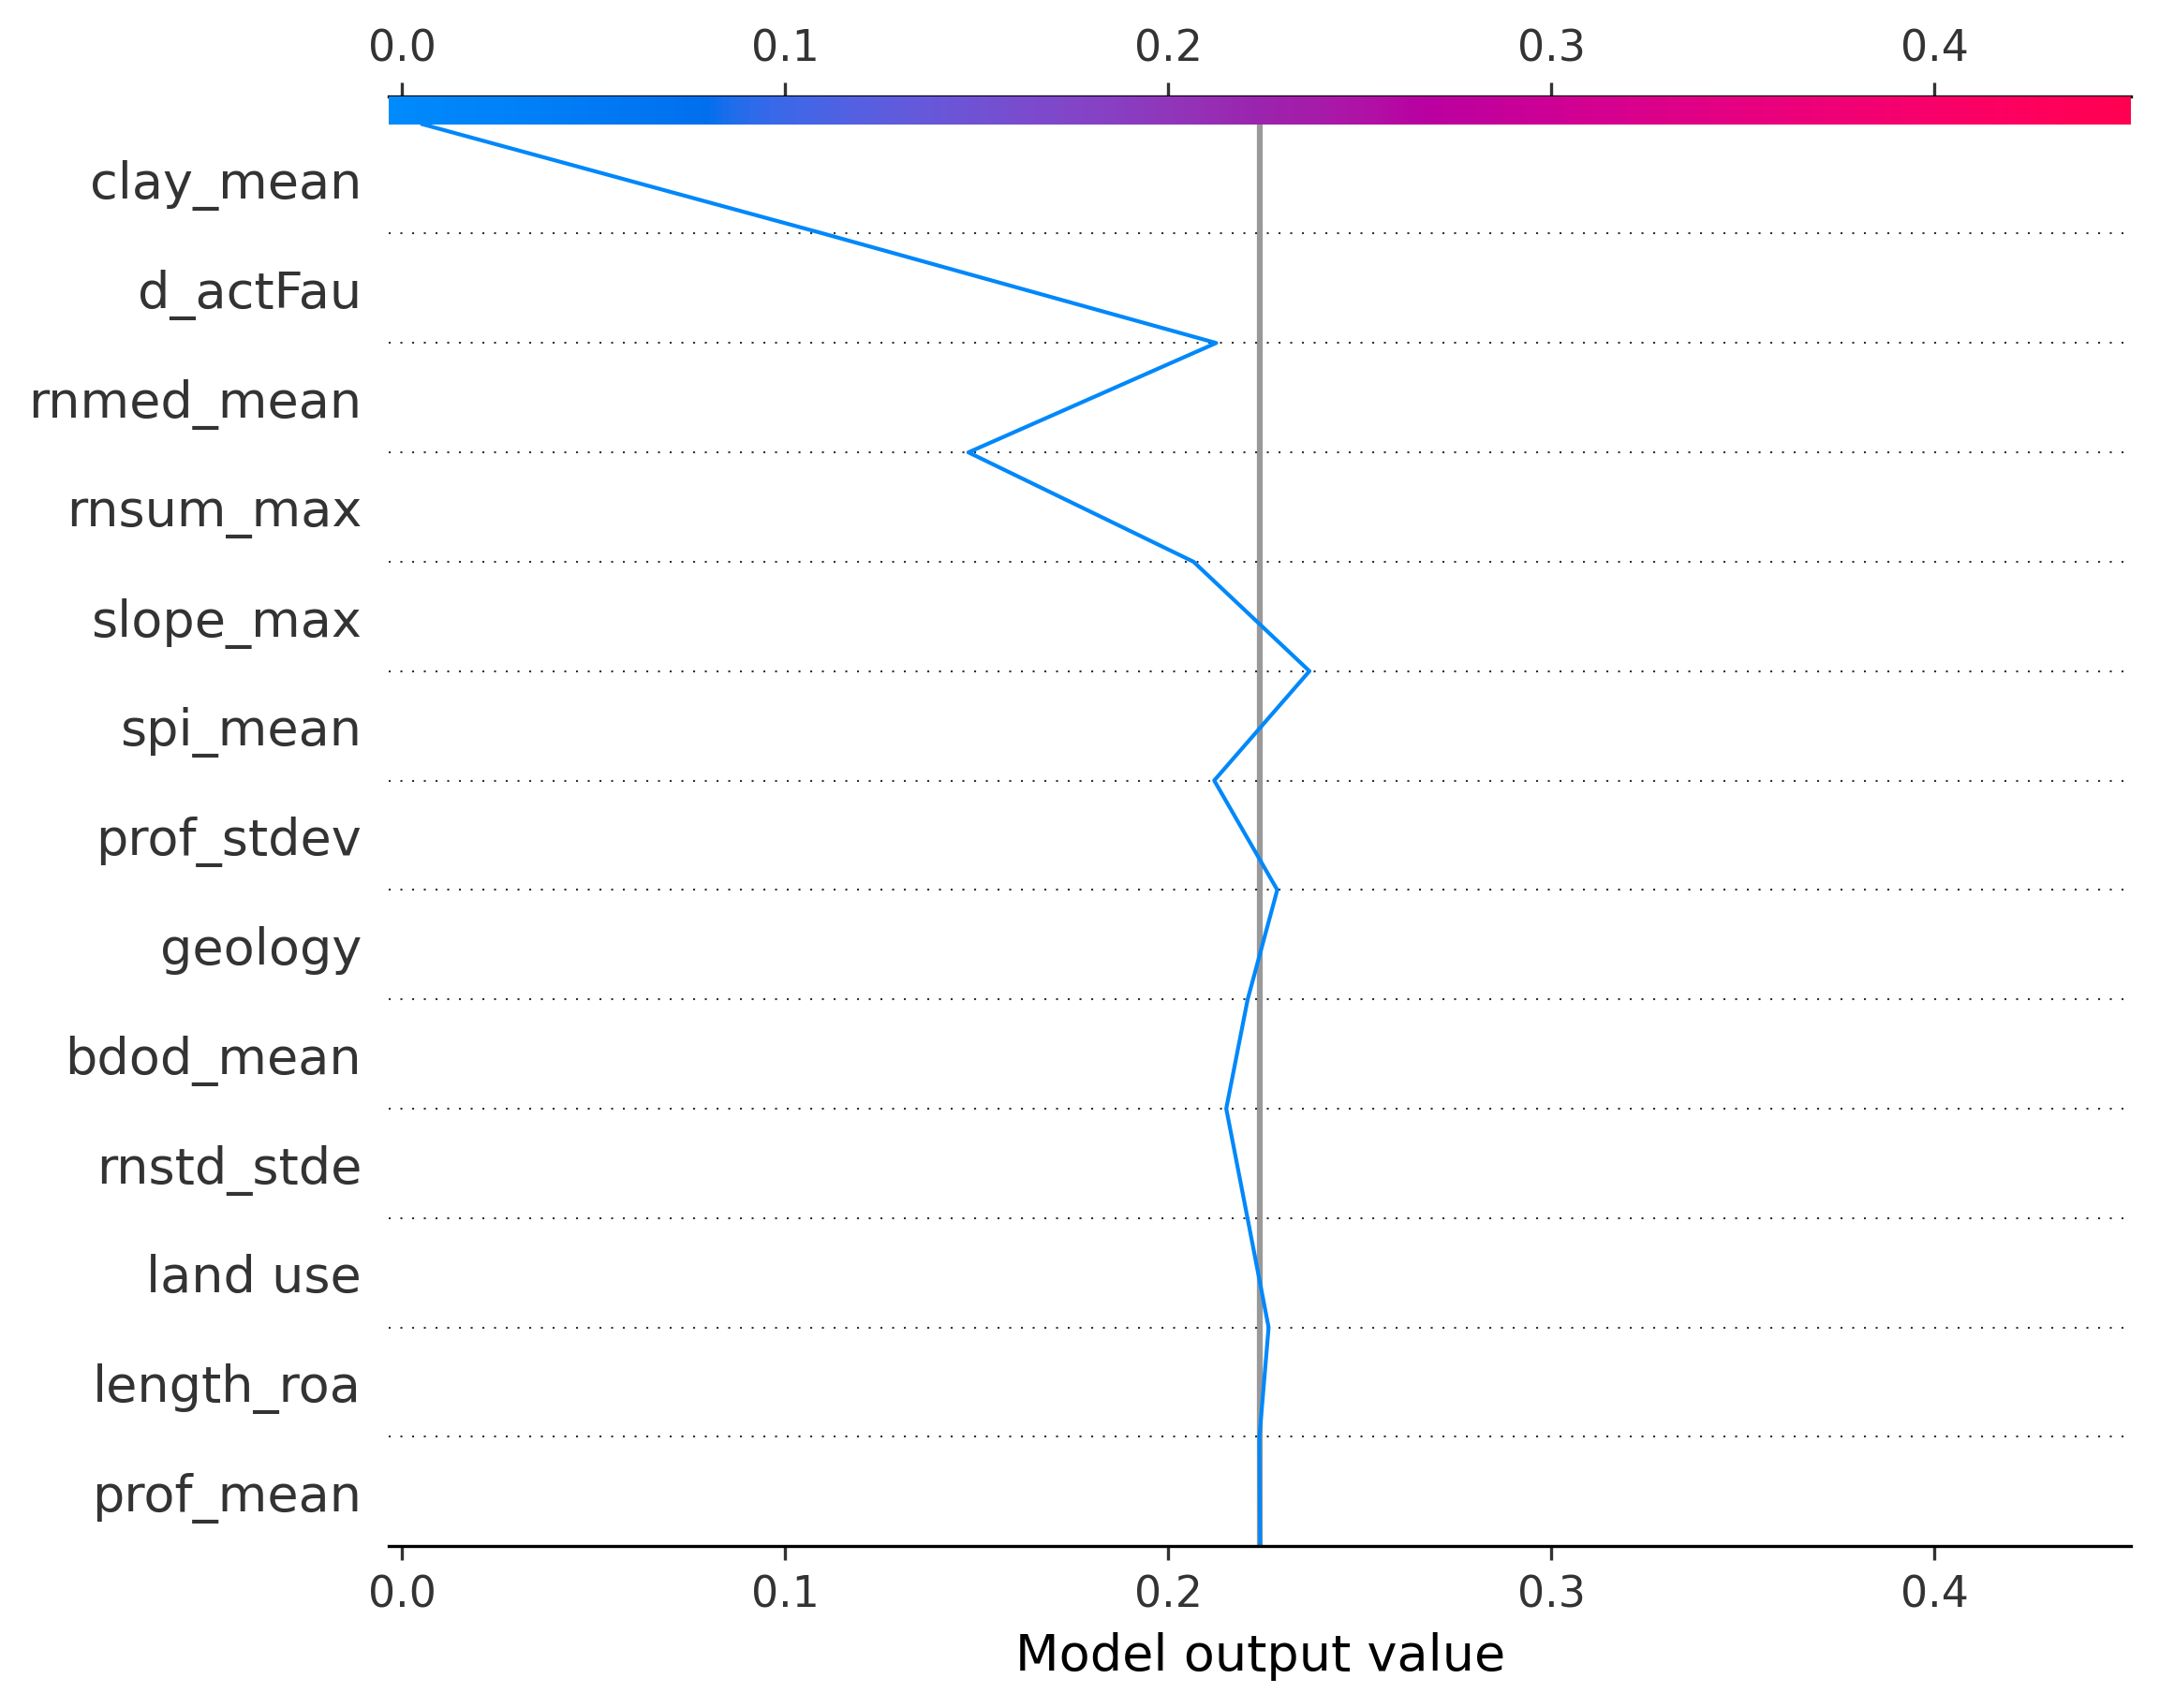 0.0 0.1 0.2 0.3 0.4
clay_mean
d_actFau
rnmed_mean
rnsum_max
slope_max
spi_mean
prof_stdev
geology
bdod_mean
rnstd_stde
land use
length_roa
prof_mean
0.0 0.1 0.2 0.3 0.4
Model output value